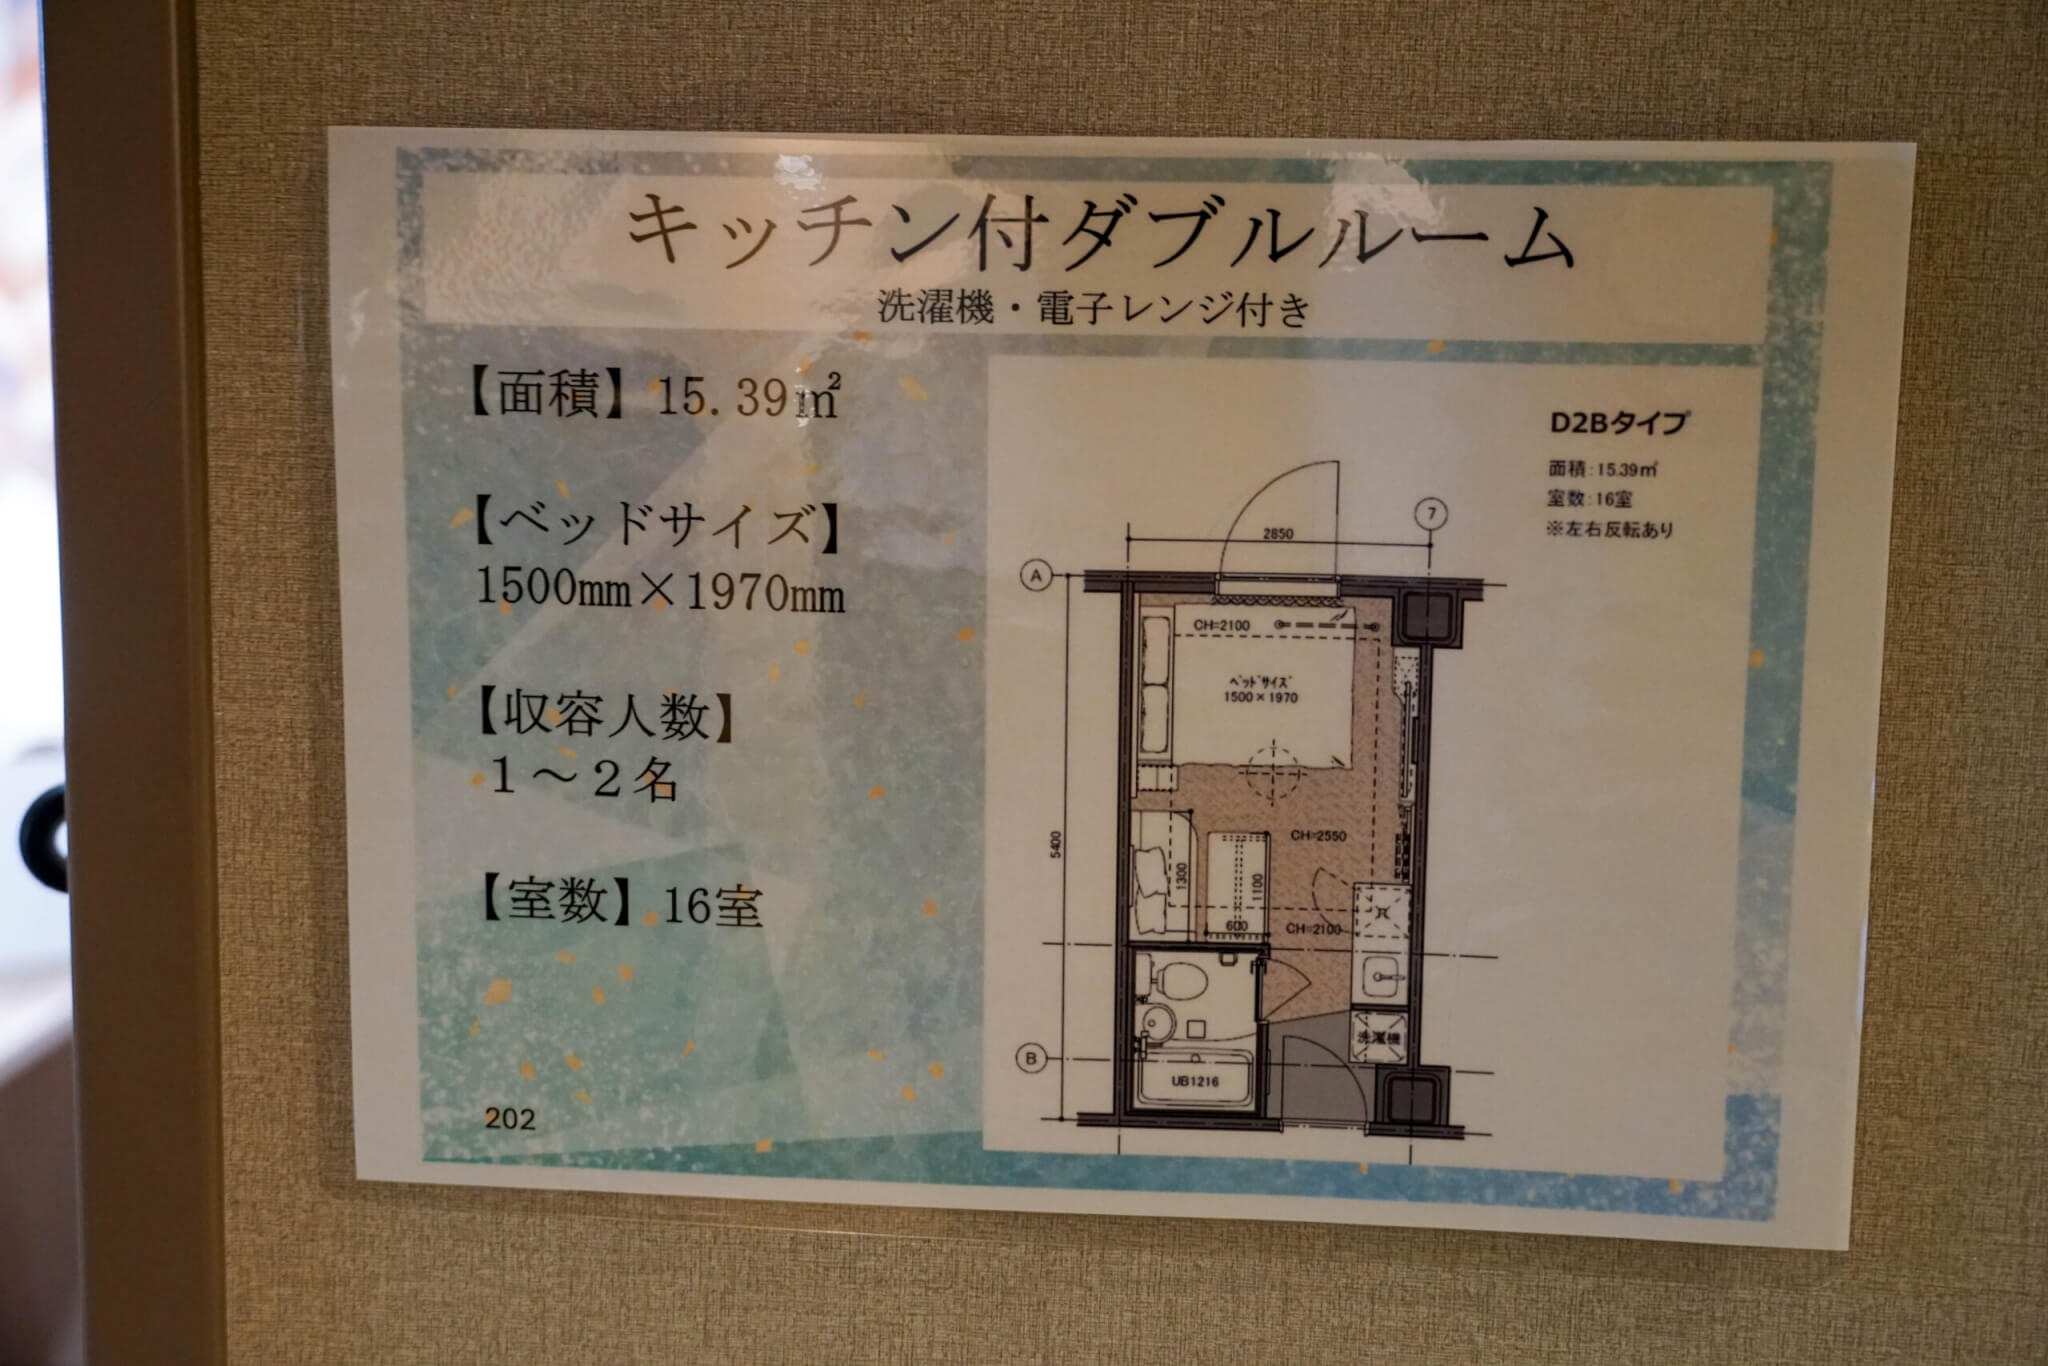 キッチン付ダブルルーム
洗濯機・電子レンジ付き
【面積】15.39㎡
【ベッドサイズ】
1500mm×1970mm
【収容人数】
１～２名
【室数】16室
202
D2Bタイプ
面積:15.39㎡
室数:16室
※左右反転あり
7
2850
A
CH=2100
ベッドサイズ
1500×1970
5400
CH=2550
1300
1100
600
CH=2100
洗濯機
B
UB1216